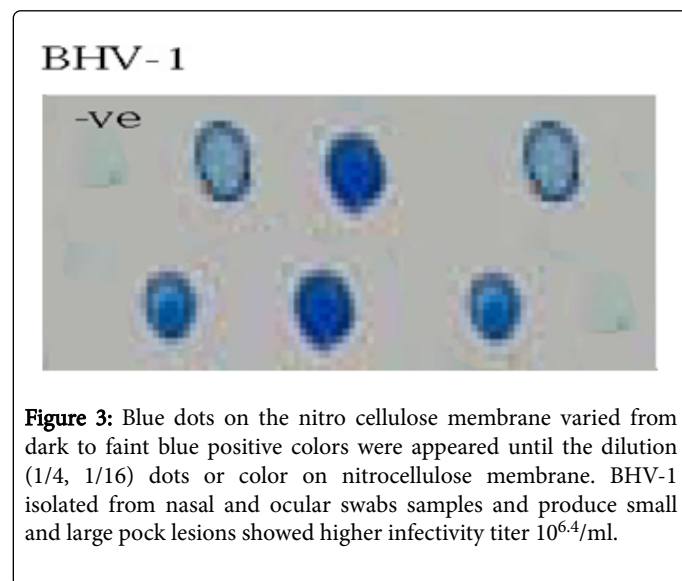 BHV-1
-ve
Figure 3: Blue dots on the nitro cellulose membrane varied from
dark to faint blue positive colors were appeared until the dilution
(1/4, 1/16) dots or color on nitrocellulose membrane. BHV-1
isolated from nasal and ocular swabs samples and produce small
and large pock lesions showed higher infectivity titer 10^6.4/ml.